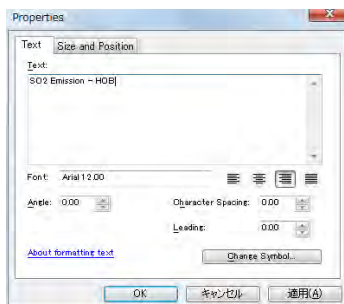 Properties
Text Size and Position
Text:
SO2 Emission - HOB
Font: Arial 12.00
Angle: 0.00 Character Spacing: 0.00
Leading: 0.00
About formatting text Change Symbol...
OK キャンセル 適用(A)